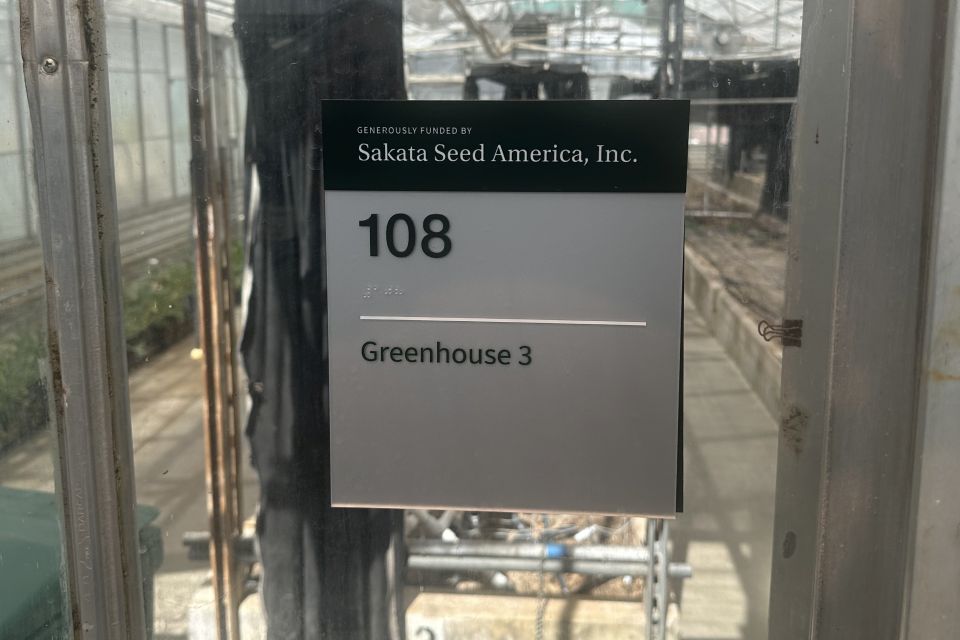 GENEROUSLY FUNDED BY
Sakata Seed America, Inc.
108
Greenhouse 3